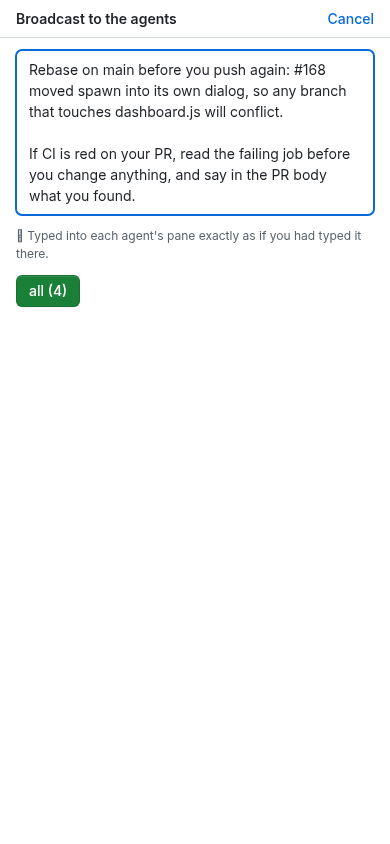 Broadcast to the agents
Cancel
Rebase on main before you push again: #168
moved spawn into its own dialog, so any branch
that touches dashboard.js will conflict.
If CI is red on your PR, read the failing job before
you change anything, and say in the PR body
what you found.
Typed into each agent's pane exactly as if you had typed it
there.
all (4)